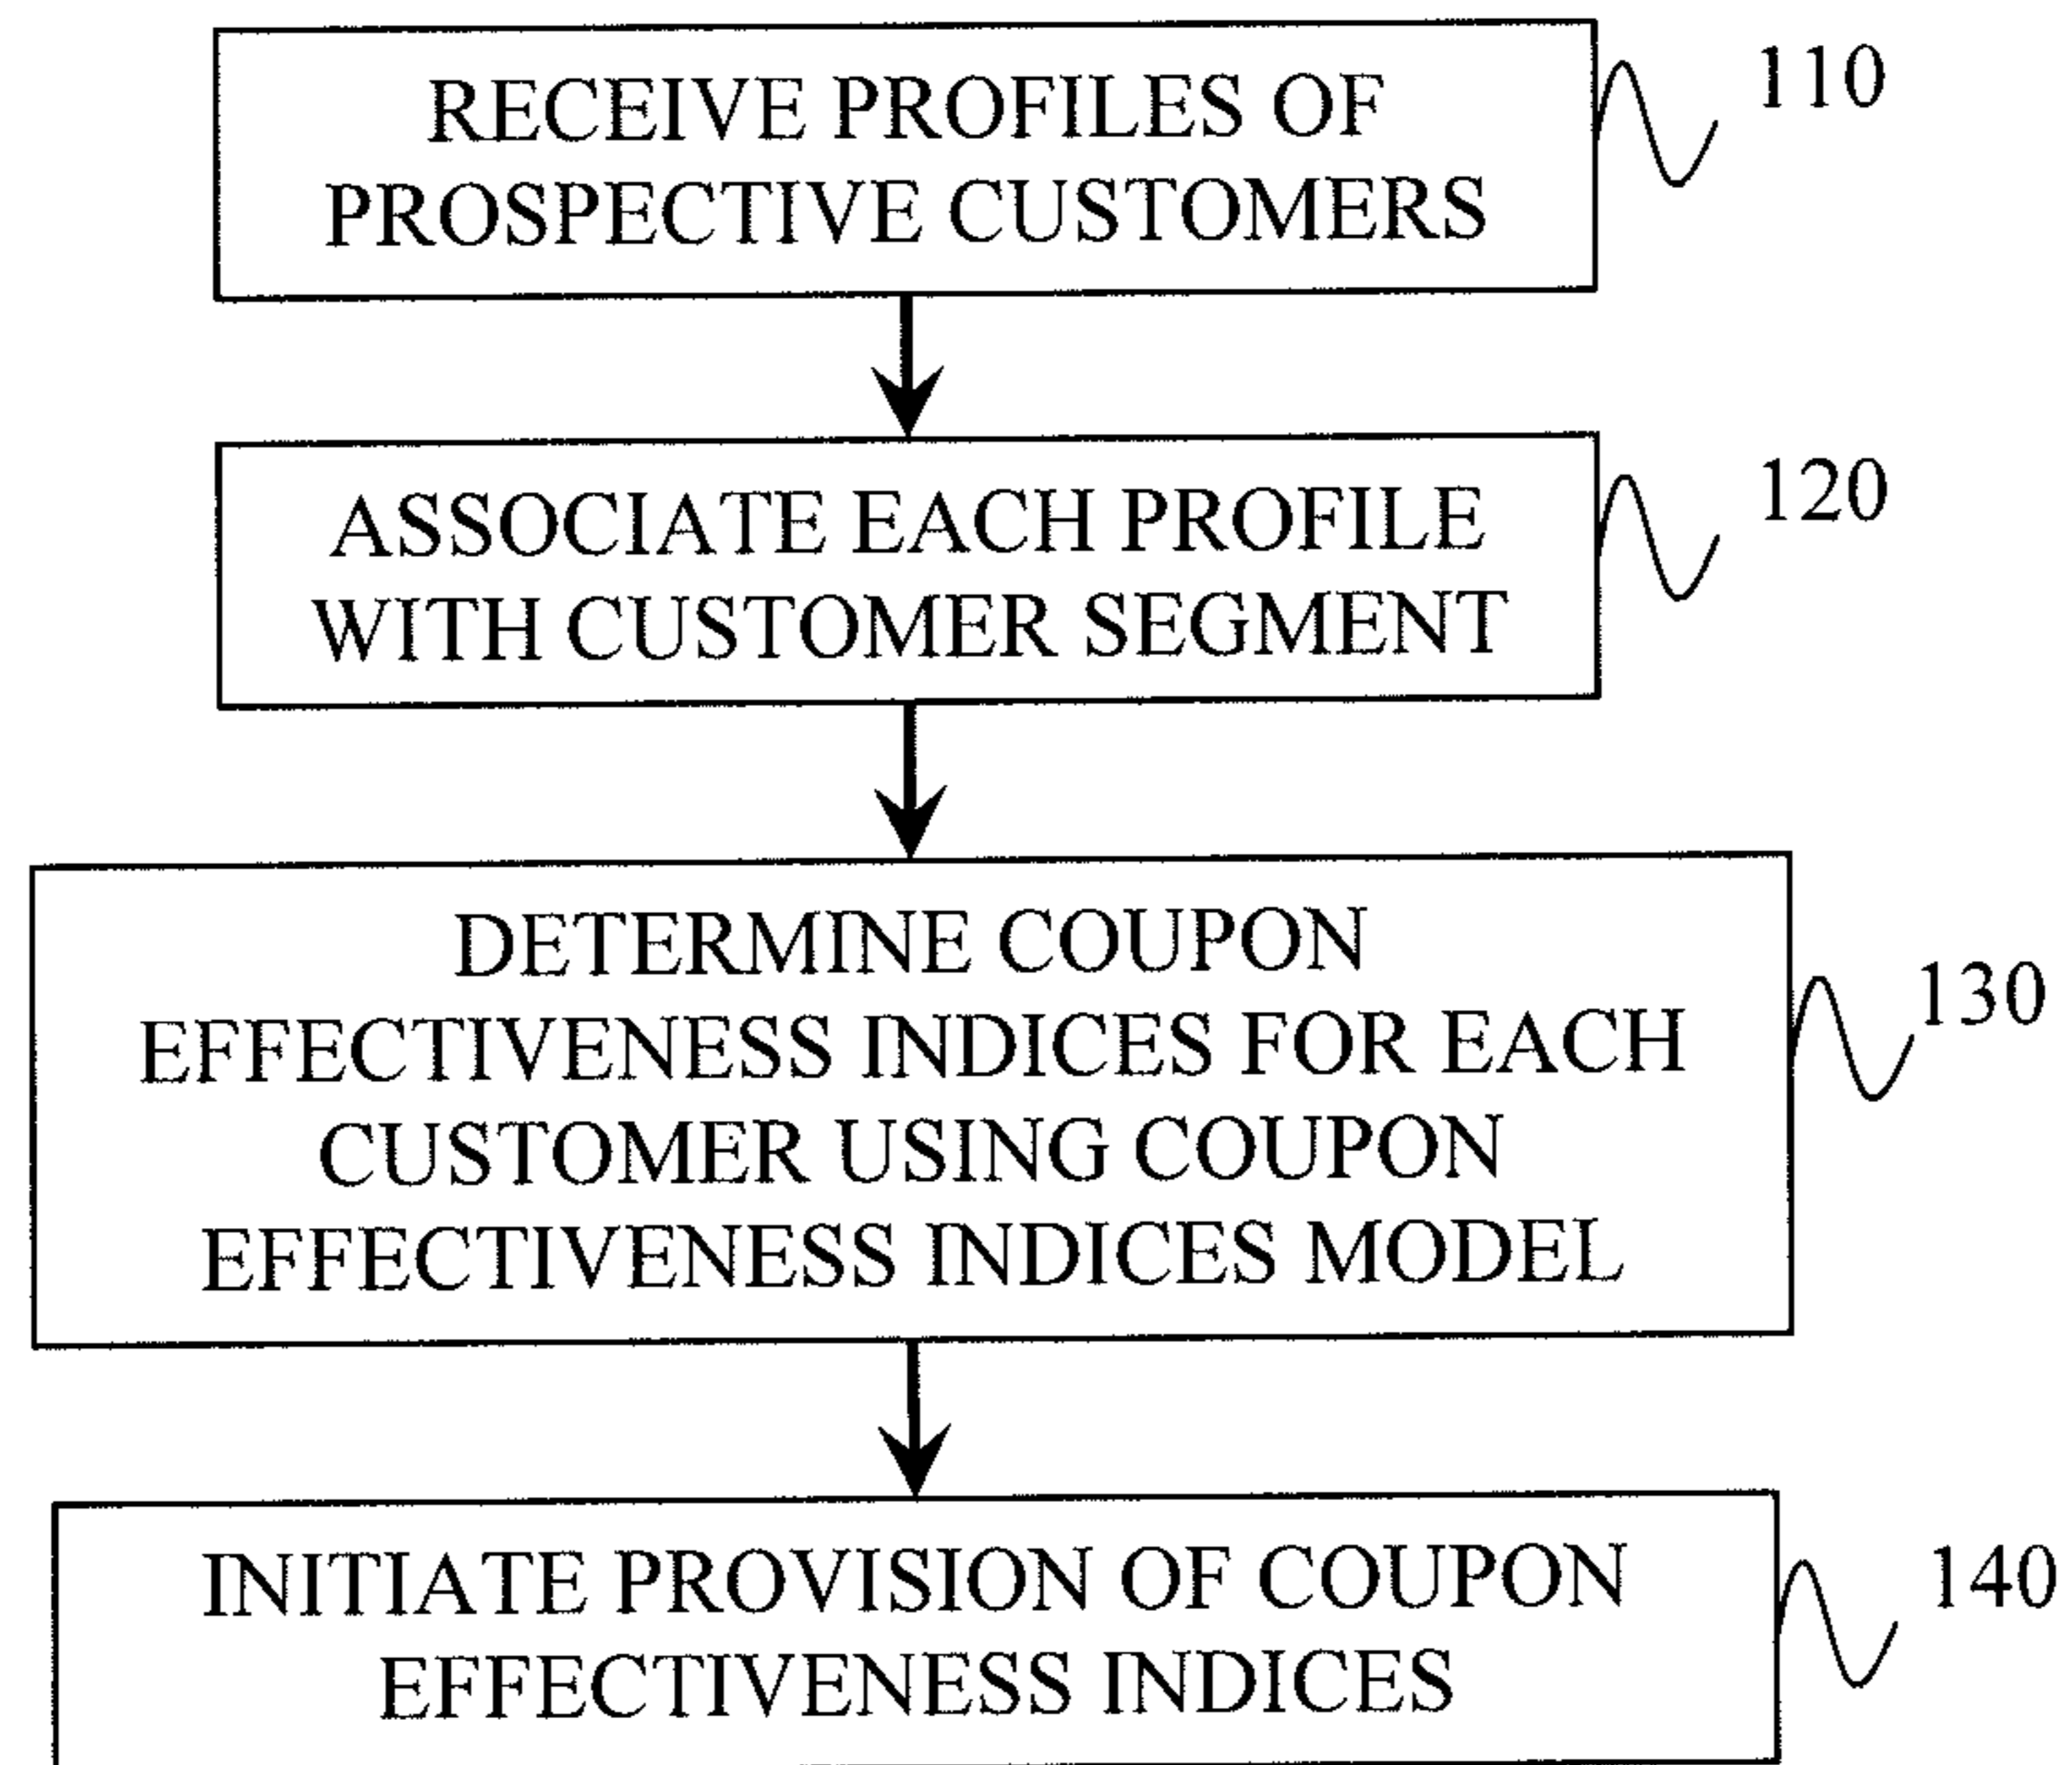 RECEIVE PROFILES OF
PROSPECTIVE CUSTOMERS
110
ASSOCIATE EACH PROFILE
WITH CUSTOMER SEGMENT
120
DETERMINE COUPON
EFFECTIVENESS INDICES FOR EACH
CUSTOMER USING COUPON
EFFECTIVENESS INDICES MODEL
130
INITIATE PROVISION OF COUPON
EFFECTIVENESS INDICES
140